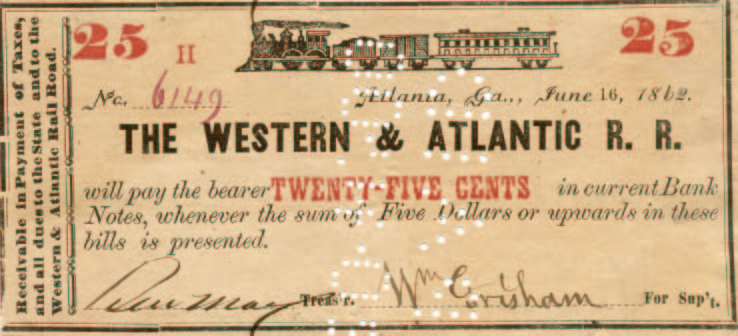 Receivable in Payment of Taxes,
and all dues to the State and to the
Western & Atlantic Rail Road.
25 H 25
No. 6149 Atlanta, Ga., June 16, 1862.
THE WESTERN & ATLANTIC R. R.
will pay the bearer TWENTY-FIVE CENTS in current Bank
Notes, whenever the sum of Five Dollars or upwards in these
bills is presented.
Ben May Treas'r. Wm Grisham For Sup't.